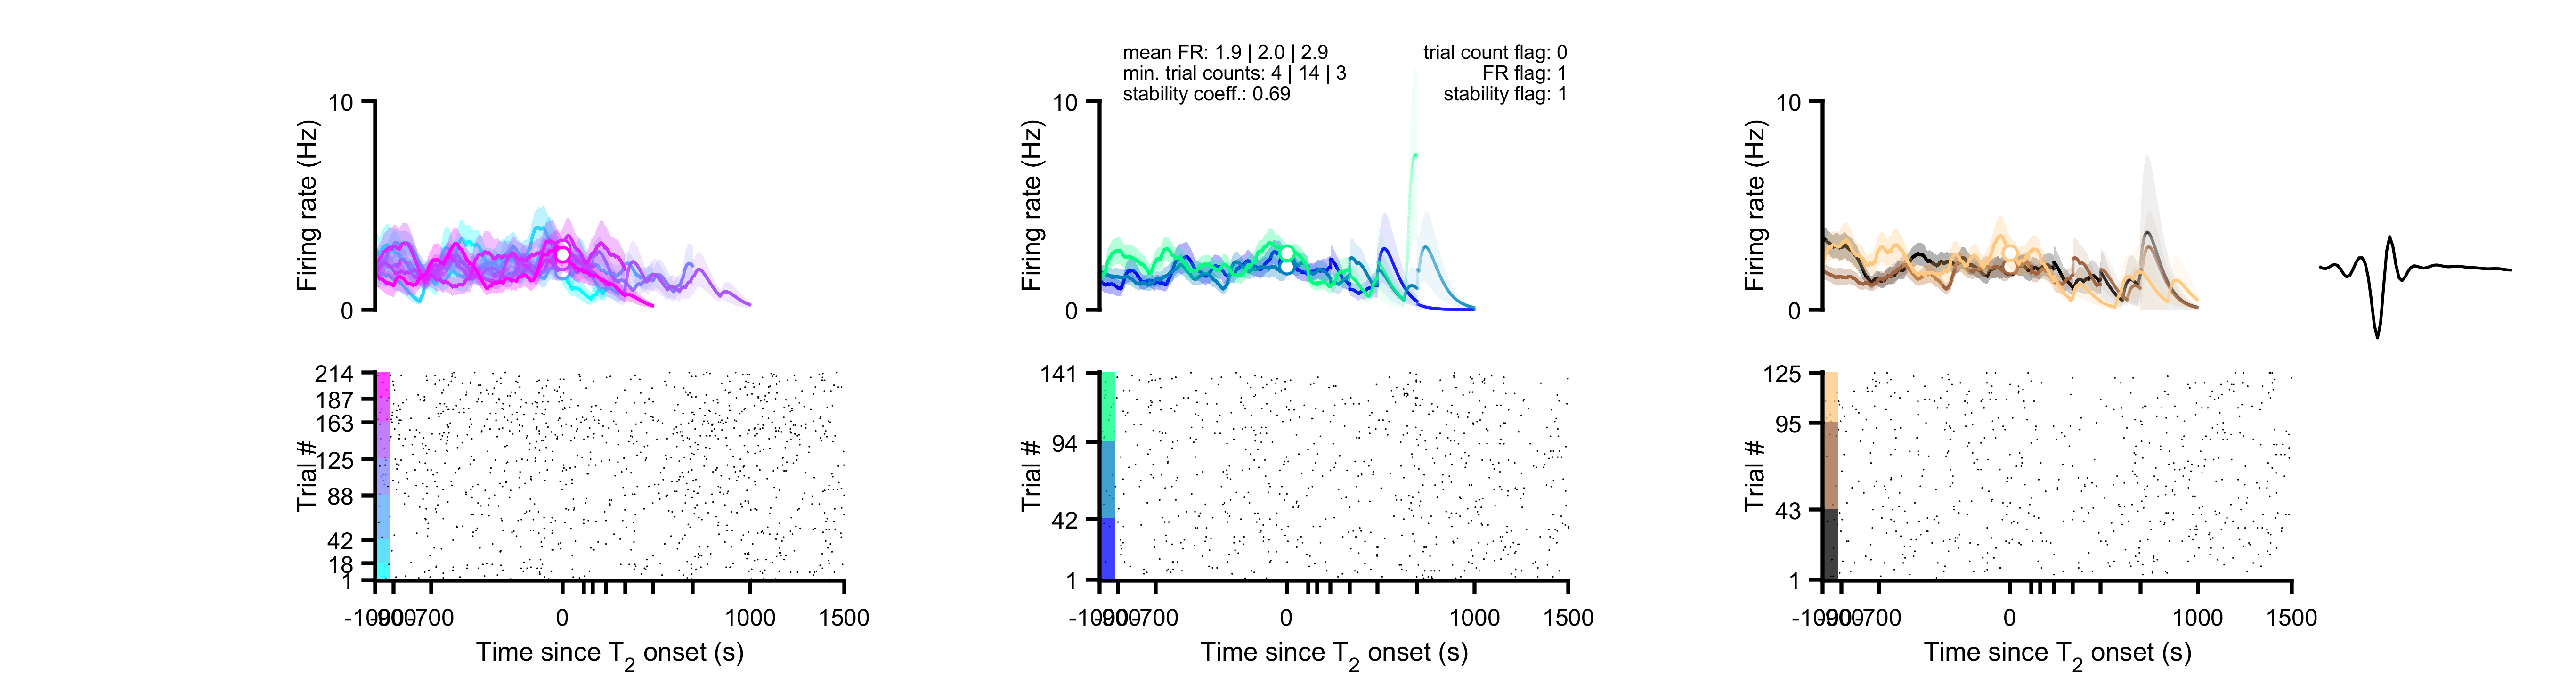 mean FR: 1.9 | 2.0 | 2.9
min. trial counts: 4 | 14 | 3
stability coeff.: 0.69
trial count flag: 0
FR flag: 1
stability flag: 1
Firing rate (Hz)
10
0
Firing rate (Hz)
10
0
Firing rate (Hz)
10
0
Trial #
214
187
163
125
88
42
18
1
0
1000
1500
Time since T2 onset (s)
Trial #
141
94
42
1
0
1000
1500
Time since T2 onset (s)
Trial #
125
95
43
1
0
1000
1500
Time since T2 onset (s)